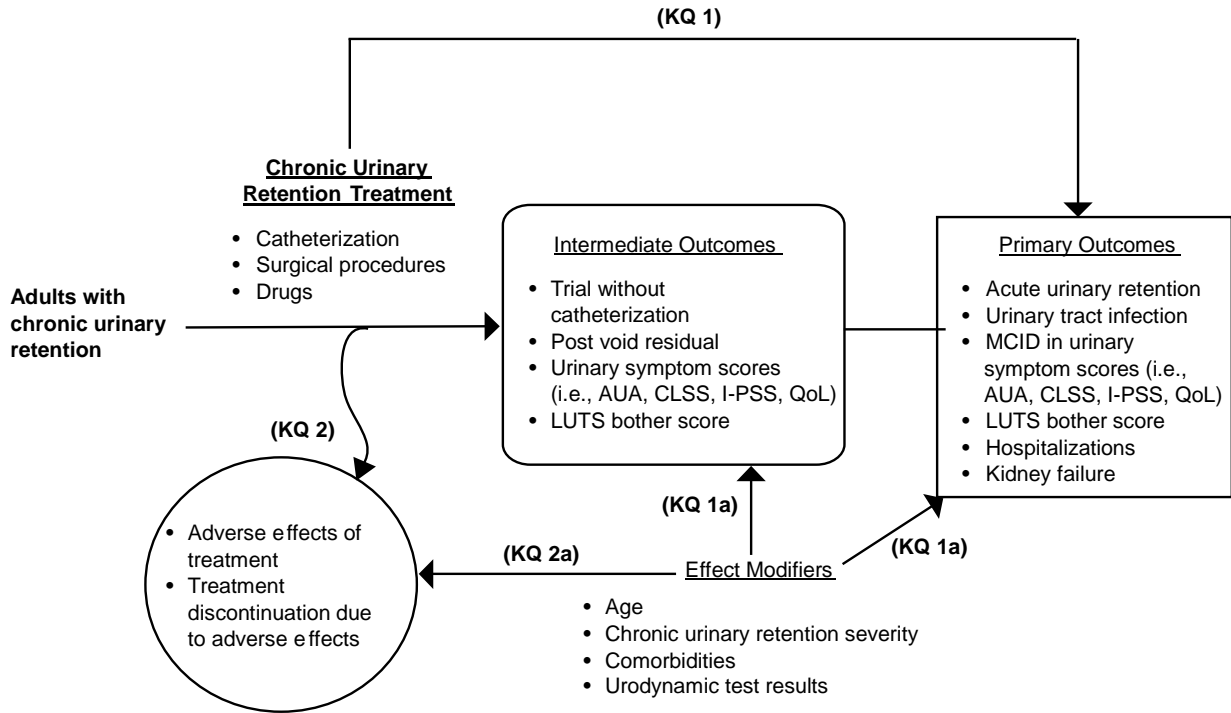 (KQ 1)
Chronic Urinary
Retention Treatment
• Catheterization
• Surgical procedures
• Drugs
Adults with
chronic urinary
retention
Intermediate Outcomes
• Trial without
catheterization
• Post void residual
• Urinary symptom scores
(i.e., AUA, CLSS, I-PSS, QoL)
• LUTS bother score
Primary Outcomes
• Acute urinary retention
• Urinary tract infection
• MCID in urinary
symptom scores (i.e.,
AUA, CLSS, I-PSS, QoL)
• LUTS bother score
• Hospitalizations
• Kidney failure
(KQ 2)
(KQ 1a)
(KQ 1a)
(KQ 2a)
• Adverse effects of
treatment
• Treatment
discontinuation due
to adverse effects
Effect Modifiers
• Age
• Chronic urinary retention severity
• Comorbidities
• Urodynamic test results